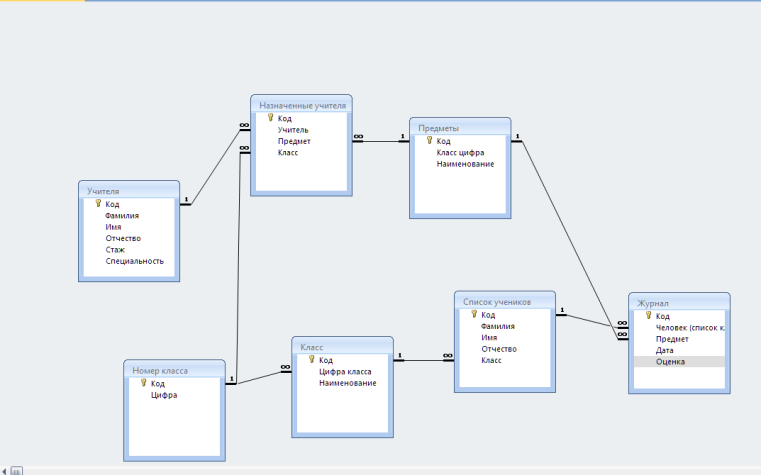 Назначенные учителя
Код
Учитель
Предмет
Класс
Предметы
Код
Класс цифра
Наименование
Учителя
Код
Фамилия
Имя
Отчество
Стаж
Специальность
Список учеников
Код
Фамилия
Имя
Отчество
Класс
Журнал
Код
Человек (список к.
Предмет
Дата
Оценка
Класс
Код
Цифра класса
Наименование
Номер класса
Код
Цифра
1
∞
∞
∞
1
1
1
∞
1
∞
1
∞
∞